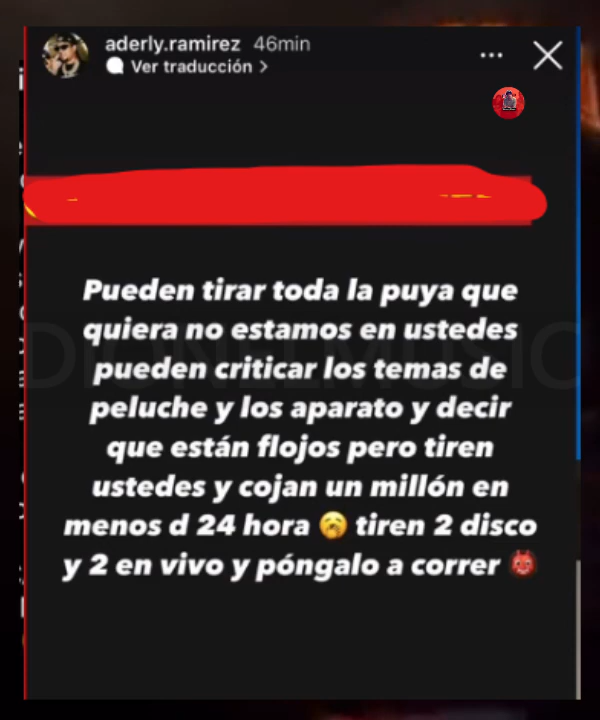 aderly.ramirez 46min
Ver traducción >
Pueden tirar toda la puya que
quiera no estamos en ustedes
pueden criticar los temas de
peluche y los aparato y decir
que están flojos pero tiren
ustedes y cojan un millón en
menos d 24 hora 🥱 tiren 2 disco
y 2 en vivo y póngalo a correr 👹